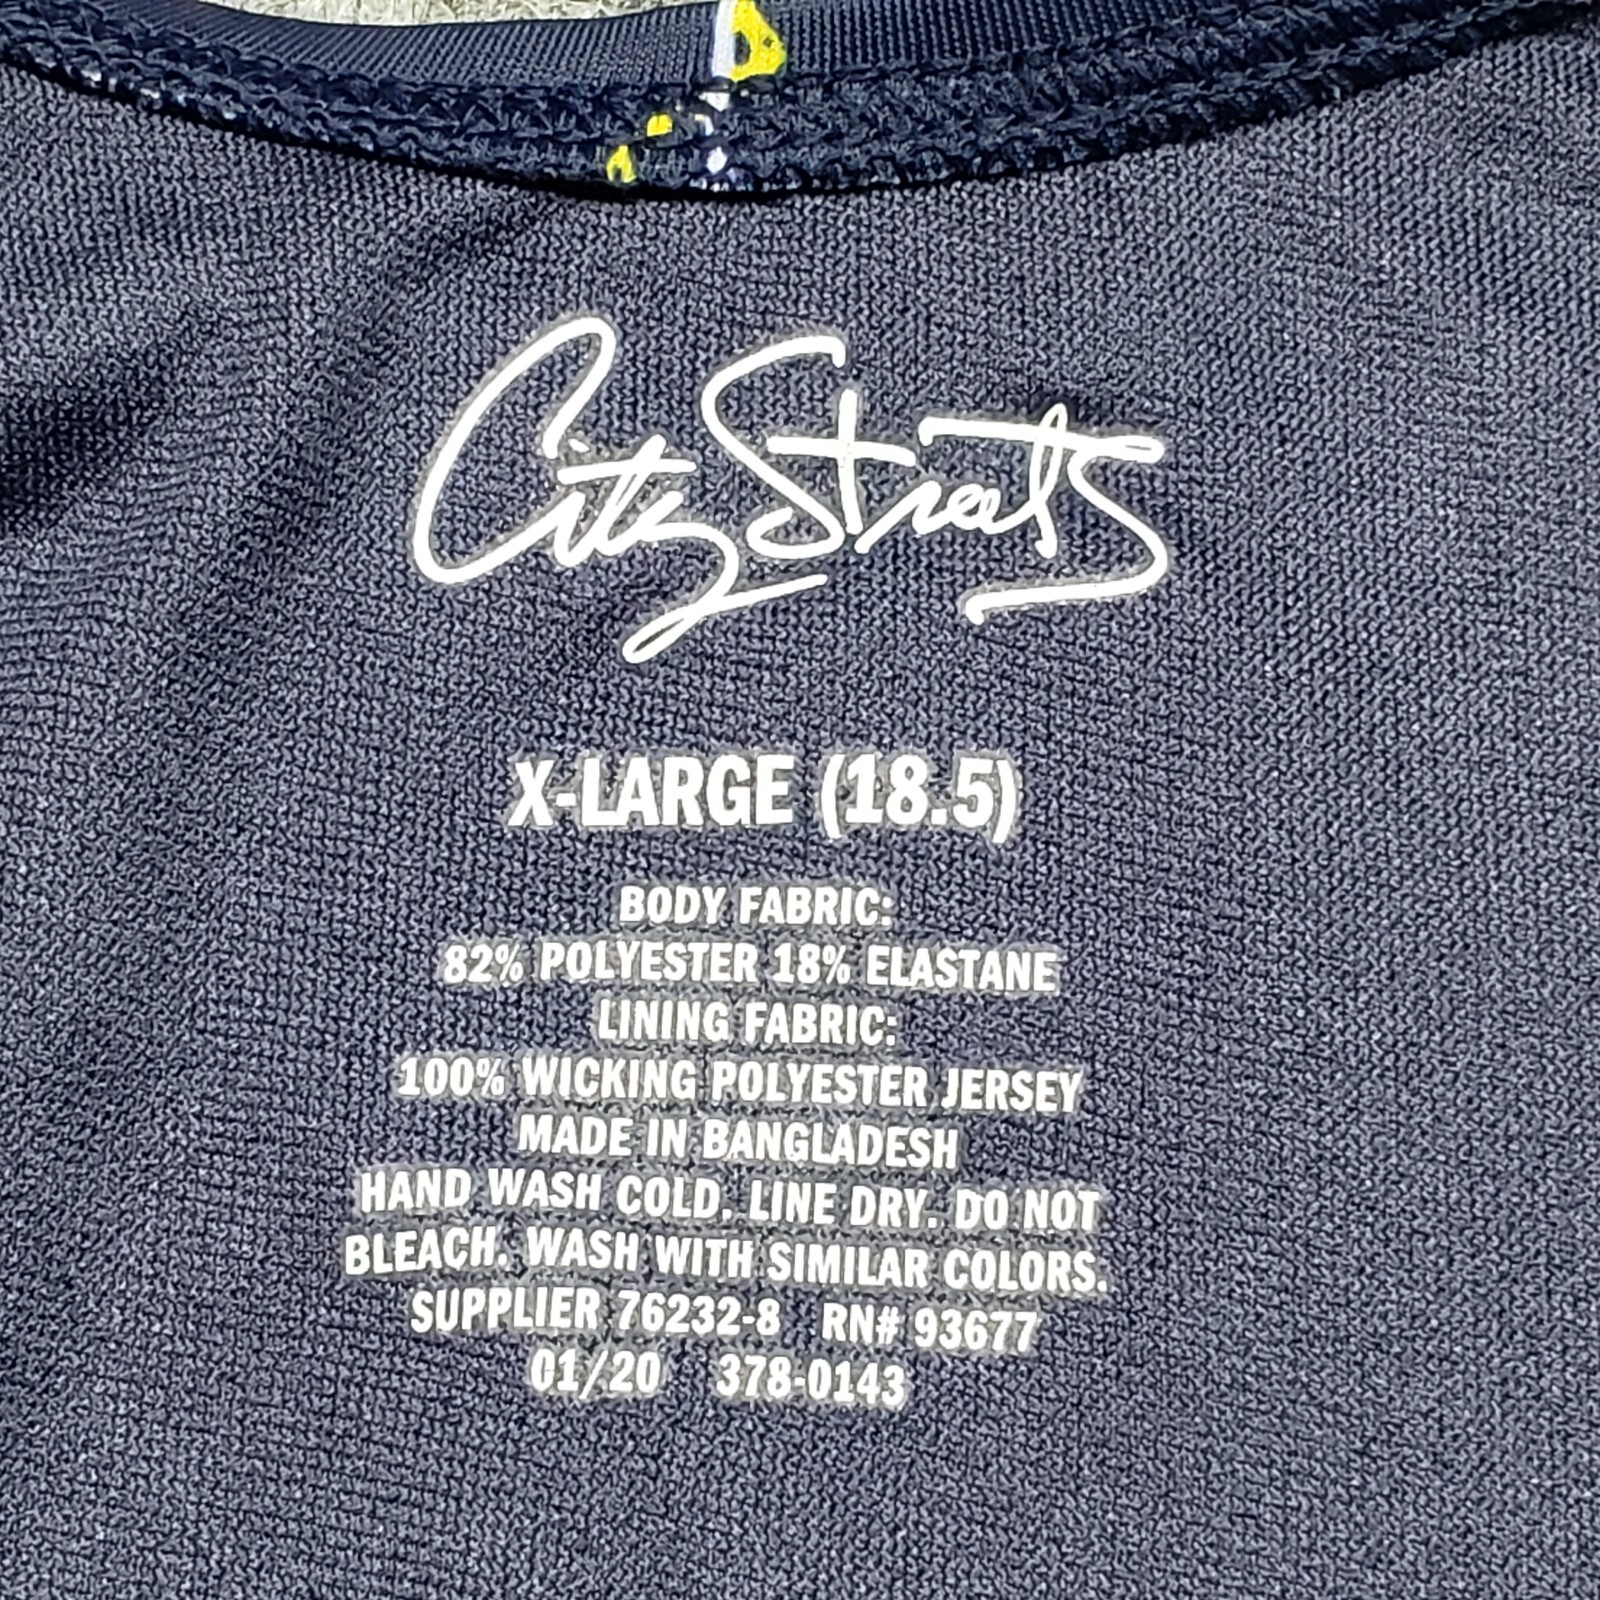 City Streets
X-LARGE (18.5)
BODY FABRIC:
82% POLYESTER 18% ELASTANE
LINING FABRIC:
100% WICKING POLYESTER JERSEY
MADE IN BANGLADESH
HAND WASH COLD. LINE DRY. DO NOT
BLEACH. WASH WITH SIMILAR COLORS.
SUPPLIER 76232-8 RN# 93677
01/20 378-0143